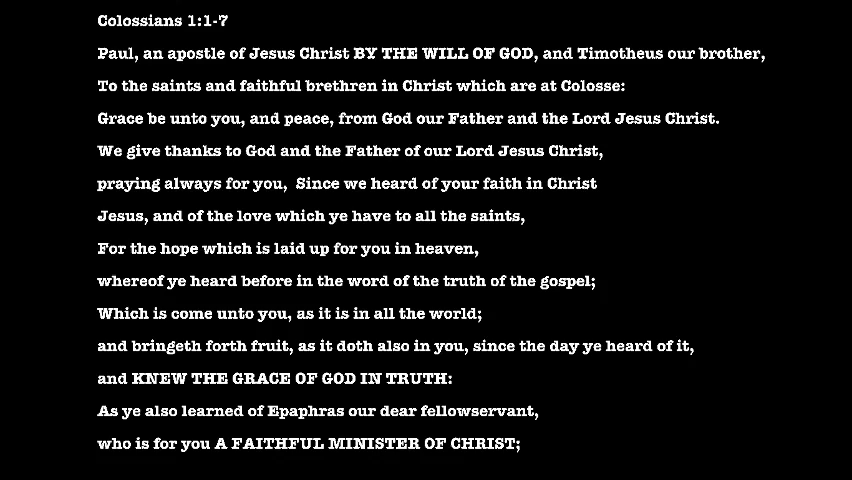 Colossians 1:1-7
Paul, an apostle of Jesus Christ BY THE WILL OF GOD, and Timotheus our brother,
To the saints and faithful brethren in Christ which are at Colosse:
Grace be unto you, and peace, from God our Father and the Lord Jesus Christ.
We give thanks to God and the Father of our Lord Jesus Christ,
praying always for you,  Since we heard of your faith in Christ
Jesus, and of the love which ye have to all the saints,
For the hope which is laid up for you in heaven,
whereof ye heard before in the word of the truth of the gospel;
Which is come unto you, as it is in all the world;
and bringeth forth fruit, as it doth also in you, since the day ye heard of it,
and KNEW THE GRACE OF GOD IN TRUTH:
As ye also learned of Epaphras our dear fellowservant,
who is for you A FAITHFUL MINISTER OF CHRIST;